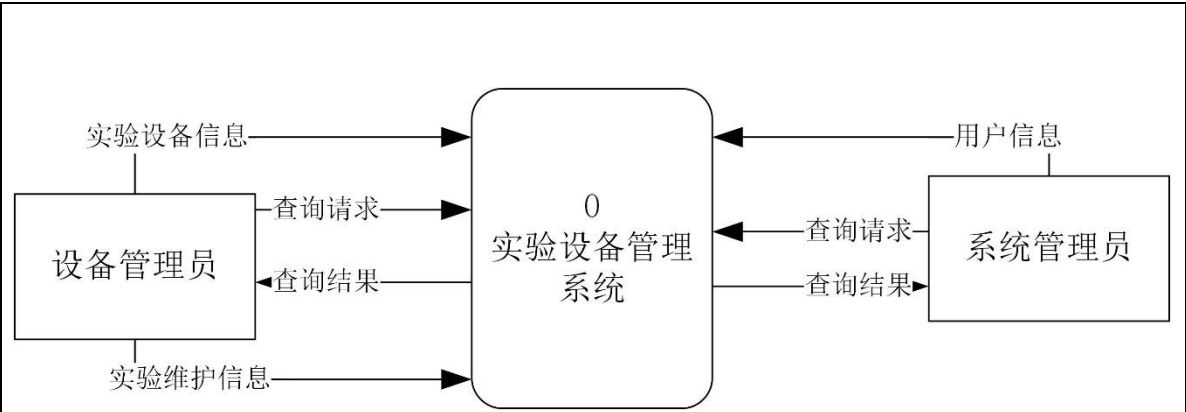 实验设备信息
用户信息
查询请求
0
实验设备管理
系统
查询请求
设备管理员
系统管理员
查询结果
查询结果
实验维护信息